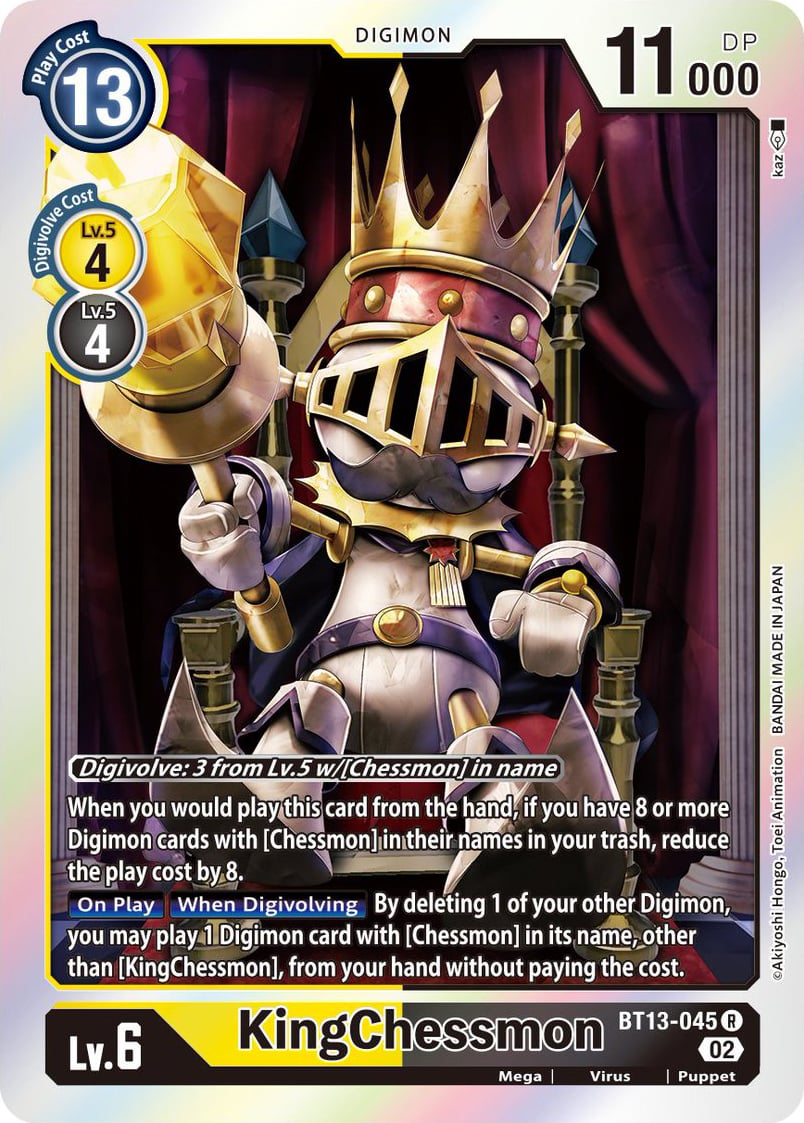 DIGIMON
Play Cost
13
11000
DP
kaz
Digivolve Cost
Lv.5
4
Lv.5
4
Digivolve: 3 from Lv.5 w/[Chessmon] in name
When you would play this card from the hand, if you have 8 or more
Digimon cards with [Chessmon] in their names in your trash, reduce
the play cost by 8.
On Play When Digivolving By deleting 1 of your other Digimon,
you may play 1 Digimon card with [Chessmon] in its name, other
than [KingChessmon], from your hand without paying the cost.
©Akiyoshi Hongo, Toei Animation BANDAI MADE IN JAPAN
Lv.6
KingChessmon
BT13-045 R
02
Mega | Virus | Puppet